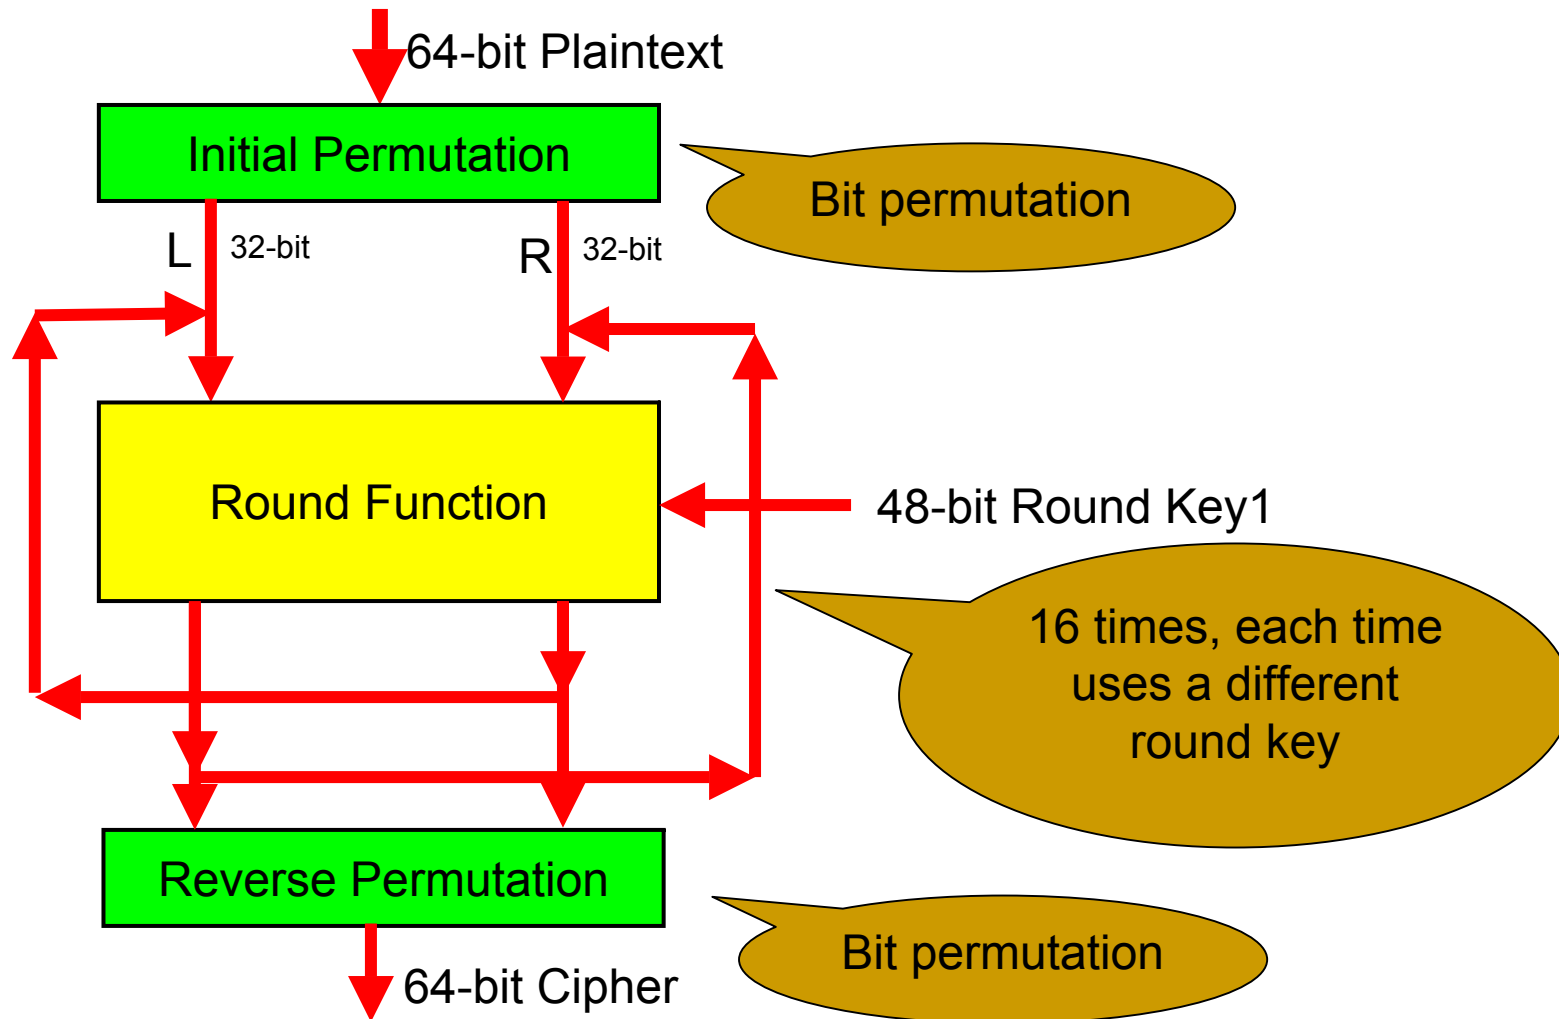 64-bit Plaintext
Initial Permutation
Bit permutation
L 32-bit
R 32-bit
Round Function
48-bit Round Key1
16 times, each time
uses a different
round key
Reverse Permutation
Bit permutation
64-bit Cipher